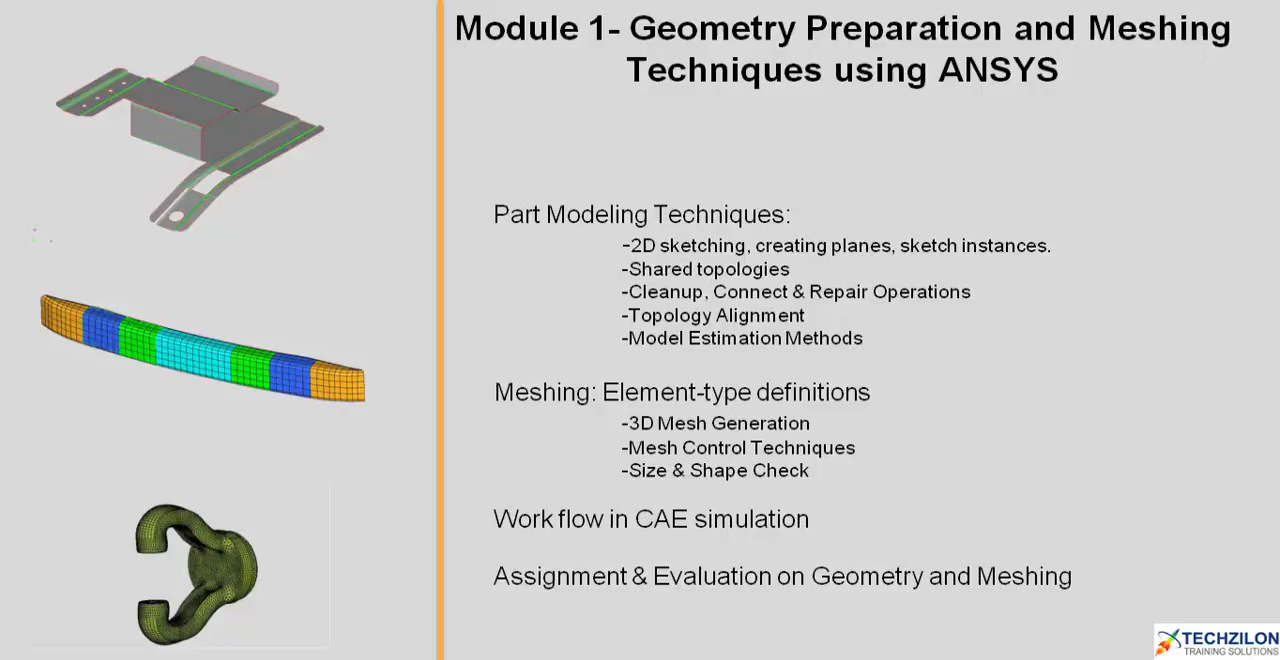 Module 1- Geometry Preparation and Meshing
Techniques using ANSYS
Part Modeling Techniques:
-2D sketching, creating planes, sketch instances.
-Shared topologies
-Cleanup, Connect & Repair Operations
-Topology Alignment
-Model Estimation Methods
Meshing: Element-type definitions
-3D Mesh Generation
-Mesh Control Techniques
-Size & Shape Check
Work flow in CAE simulation
Assignment & Evaluation on Geometry and Meshing
TECHZILON
TRAINING SOLUTIONS